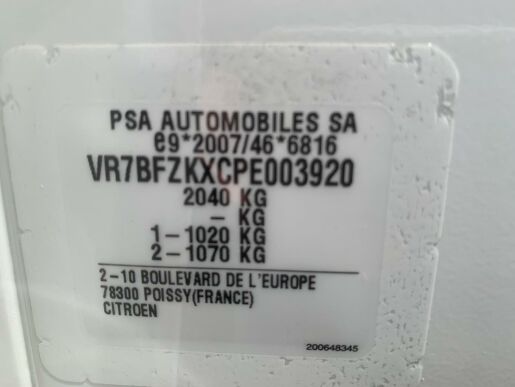 PSA AUTOMOBILES SA
e9*2007/46*6816
VR7BFZKXCPE003920
2040 KG
- KG
1-1020 KG
2-1070 KG
2-10 BOULEVARD DE L'EUROPE
78300 POISSY(FRANCE)
CITROEN
200648345